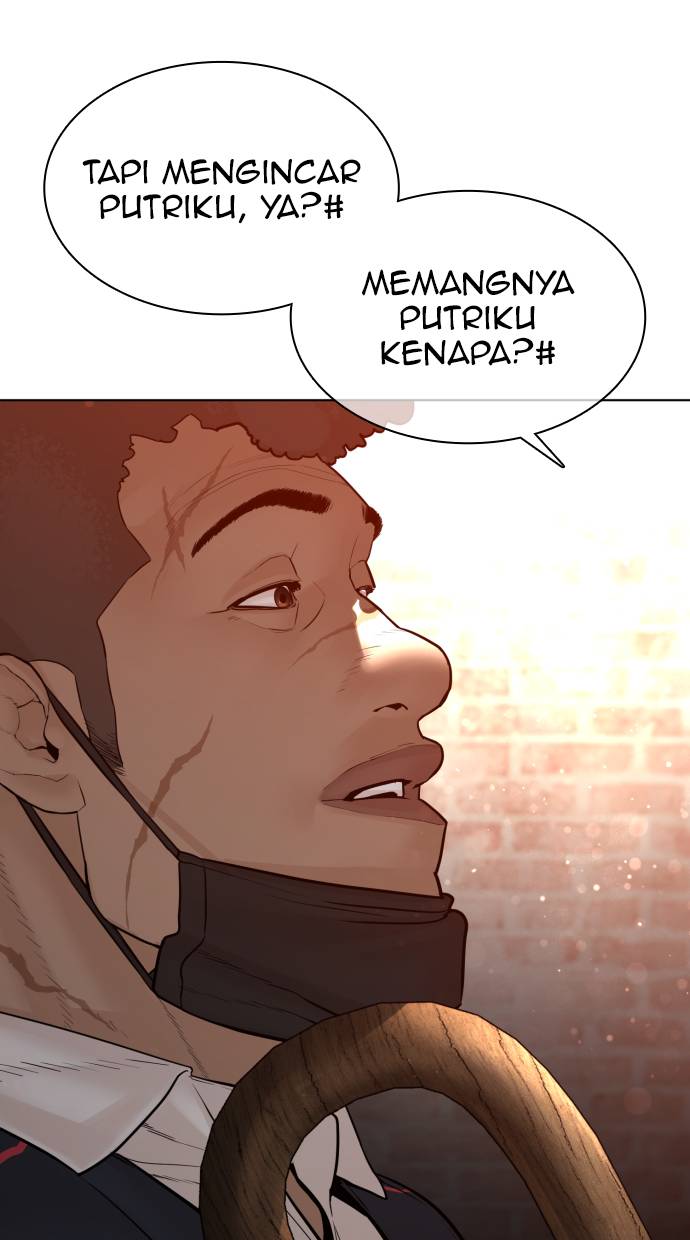 TAPI MENGINCAR
PUTRIKU, YA?#
MEMANGNYA
PUTRIKU
KENAPA?#